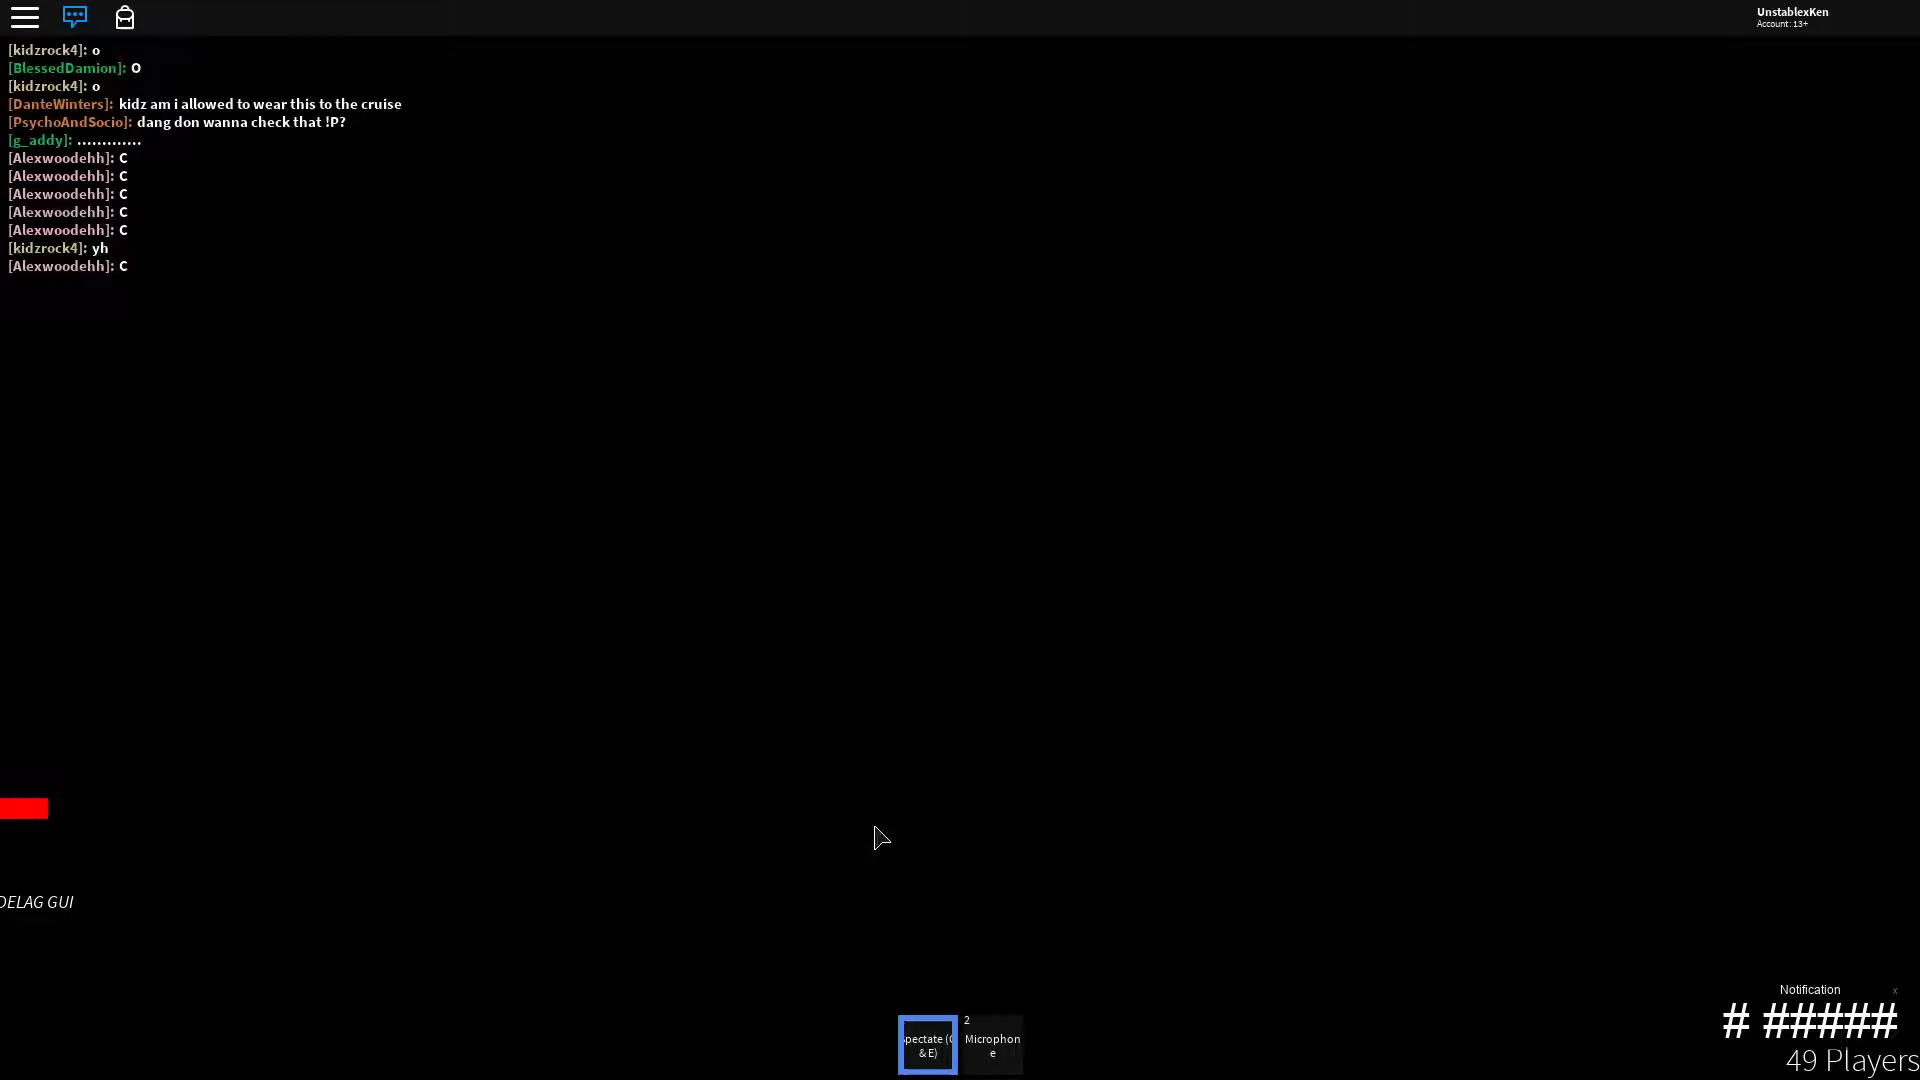 UnstablexKen
Account: 13+
[kidzrock4]: o
[BlessedDamion]: O
[kidzrock4]: o
[DanteWinters]: kidz am i allowed to wear this to the cruise
[PsychoAndSocio]: dang don wanna check that !P?
[g_addy]: .............
[Alexwoodehh]: C
[Alexwoodehh]: C
[Alexwoodehh]: C
[Alexwoodehh]: C
[Alexwoodehh]: C
[kidzrock4]: yh
[Alexwoodehh]: C
DELAG GUI
Notification x
# #####
49 Players
2
& E)
Microphon
e